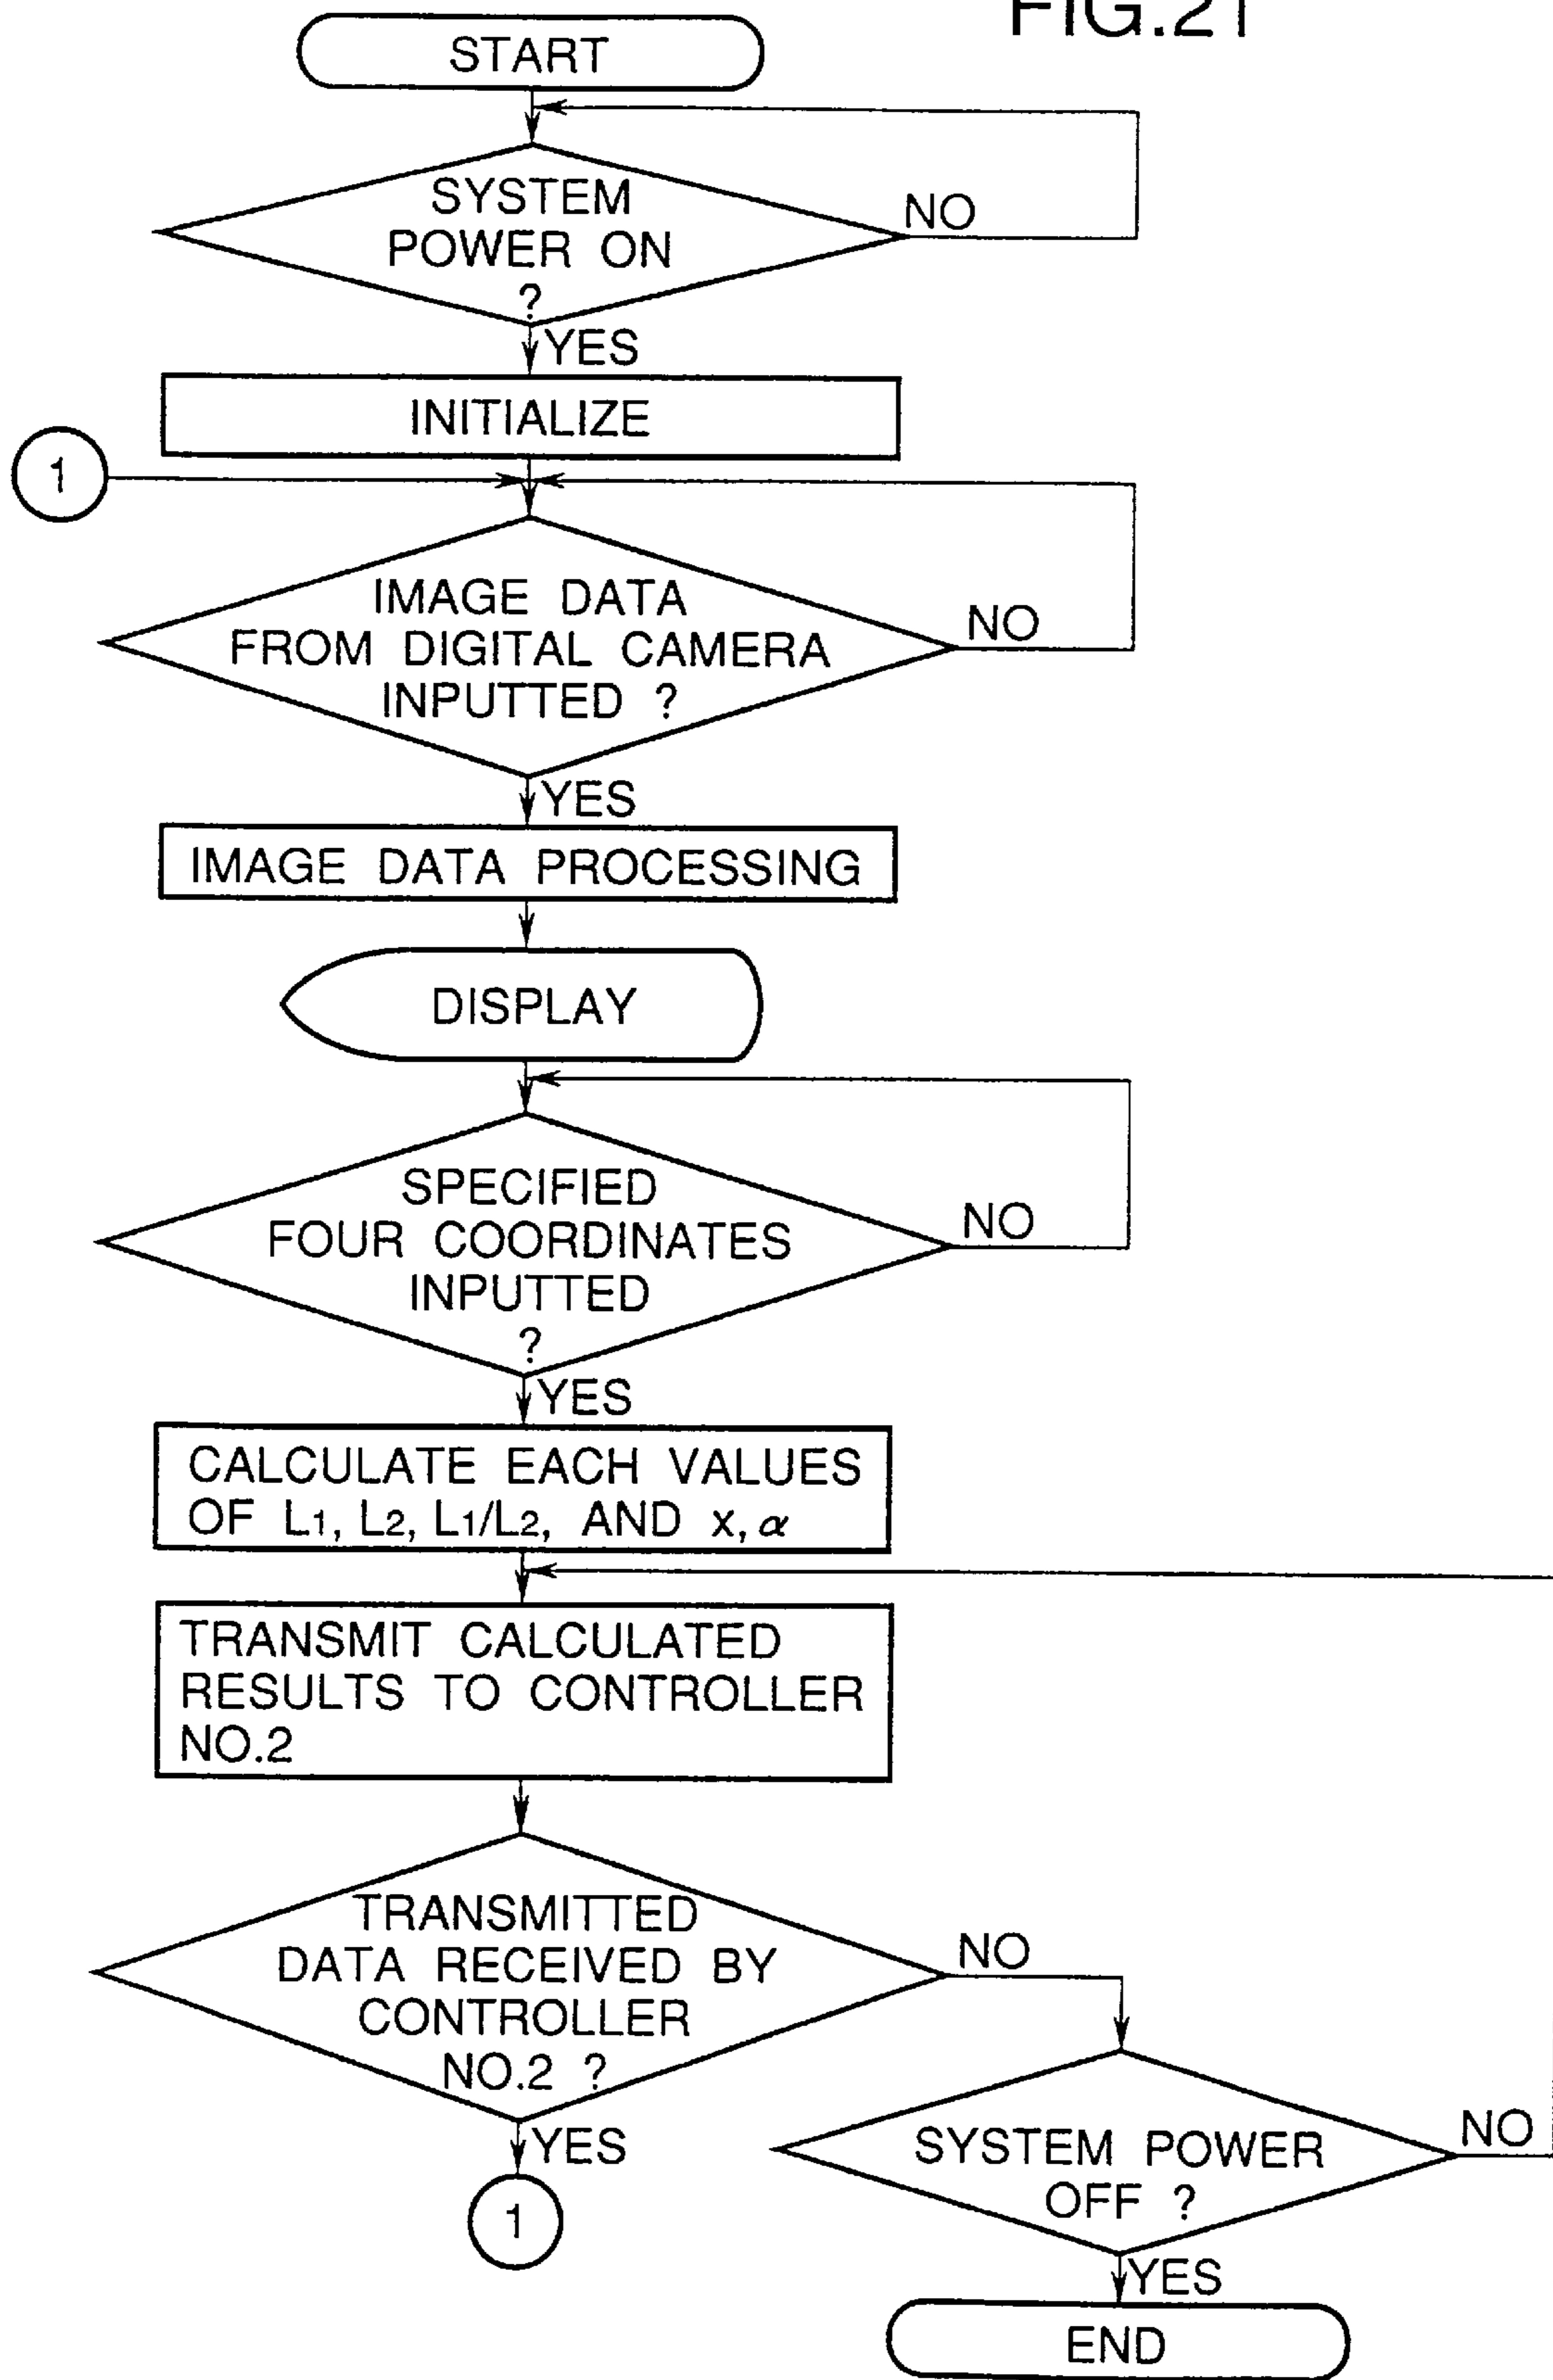 FIG.21
START
SYSTEM
POWER ON
?
NO
YES
INITIALIZE
1
IMAGE DATA
FROM DIGITAL CAMERA
INPUTTED ?
NO
YES
IMAGE DATA PROCESSING
DISPLAY
SPECIFIED
FOUR COORDINATES
INPUTTED
?
NO
YES
CALCULATE EACH VALUES
OF L1, L2, L1/L2, AND x, α
TRANSMIT CALCULATED
RESULTS TO CONTROLLER
NO.2
TRANSMITTED
DATA RECEIVED BY
CONTROLLER
NO.2 ?
NO
YES
1
SYSTEM POWER
OFF ?
NO
YES
END